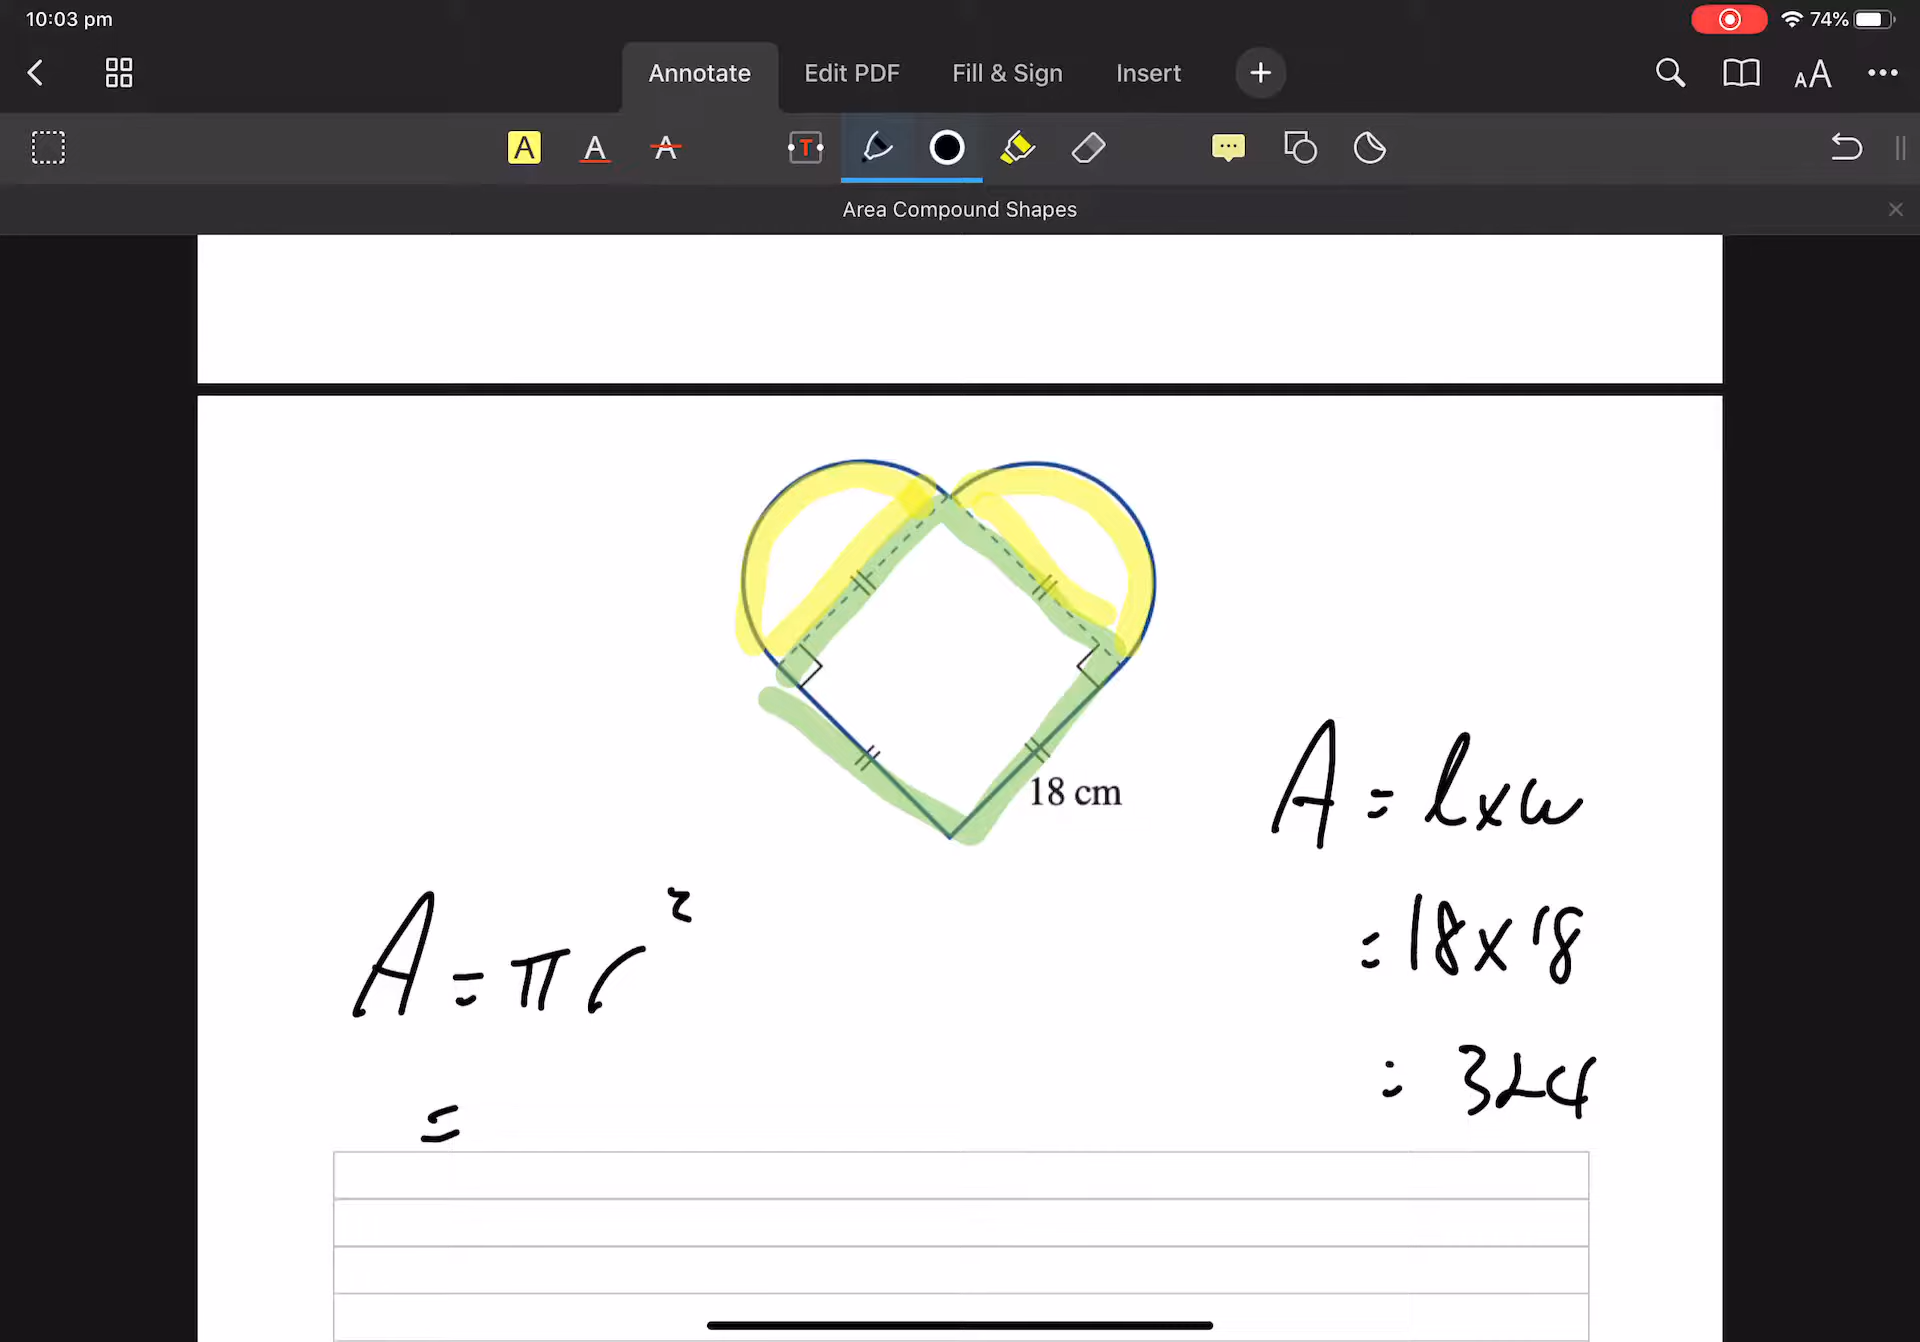 10:03 pm
74%
Annotate Edit PDF Fill & Sign Insert
AA
A A A T
Area Compound Shapes
18 cm
A = l x w
= 18 x 18
= 324
A = π r²
=